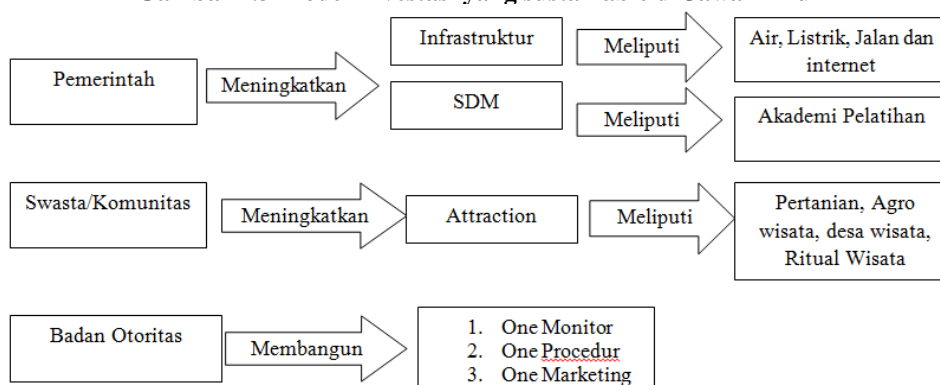 Pemerintah
Meningkatkan
Infrastruktur
Meliputi
Air, Listrik, Jalan dan
internet
SDM
Meliputi
Akademi Pelatihan
Swasta/Komunitas
Meningkatkan
Attraction
Meliputi
Pertanian, Agro
wisata, desa wisata,
Ritual Wisata
Badan Otoritas
Membangun
1. One Monitor
2. One Procedur
3. One Marketing